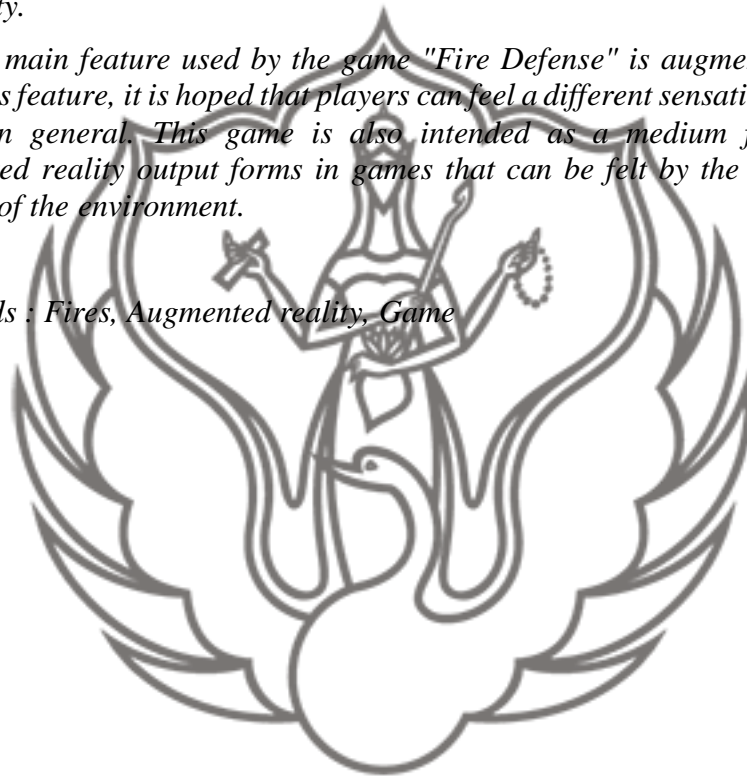 ty.
main feature used by the game "Fire Defense" is augme
s feature, it is hoped that players can feel a different sensati
n general. This game is also intended as a medium f
ed reality output forms in games that can be felt by the
of the environment.
ls : Fires, Augmented reality, Game